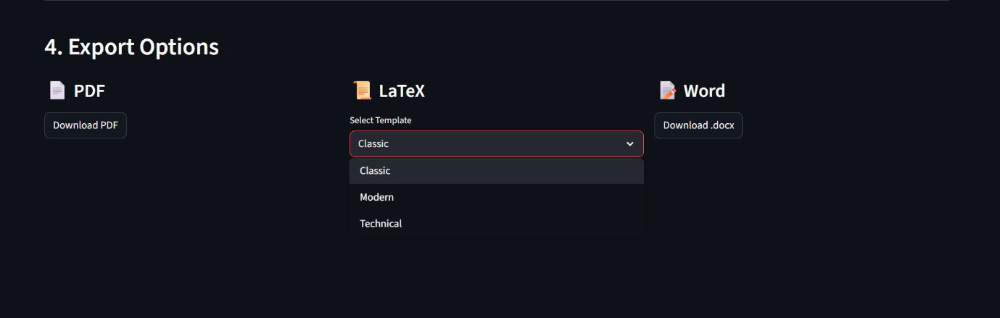 4. Export Options
PDF
Download PDF
LaTeX
Select Template
Classic
Classic
Modern
Technical
Word
Download .docx